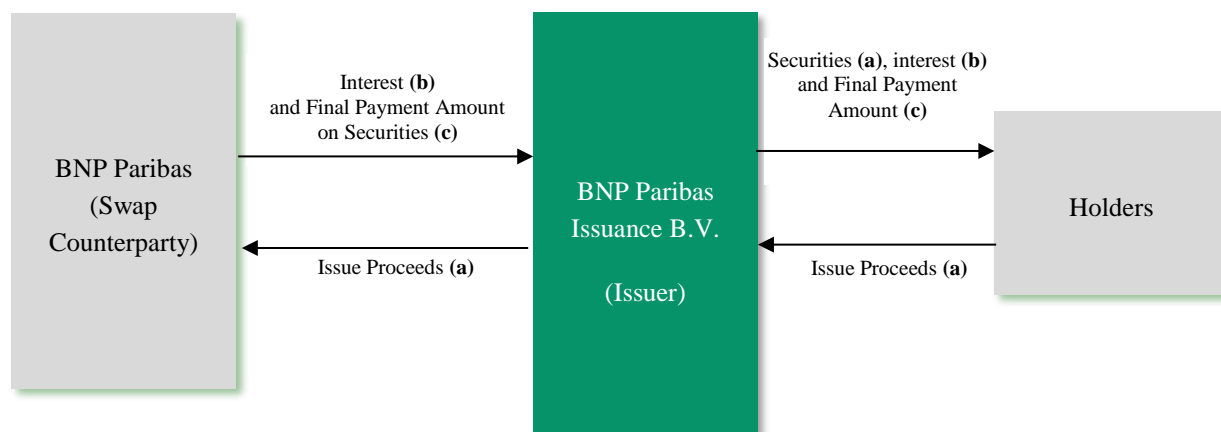 BNP Paribas
(Swap
Counterparty)
Interest (b)
and Final Payment Amount
on Securities (c)
Issue Proceeds (a)
BNP Paribas
Issuance B.V.
(Issuer)
Securities (a), interest (b)
and Final Payment
Amount (c)
Issue Proceeds (a)
Holders